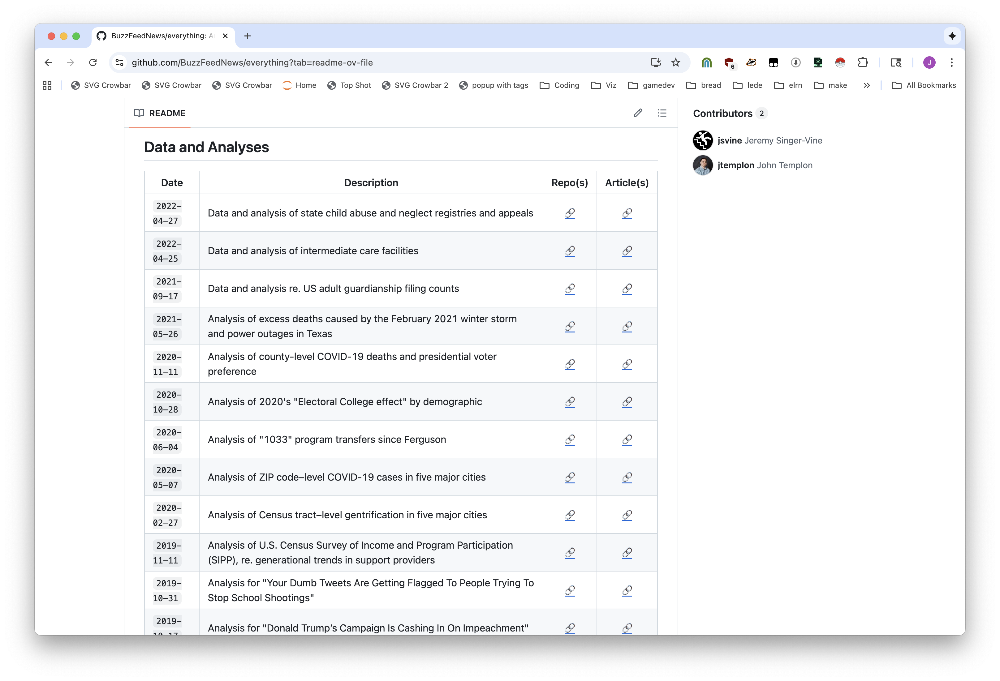 BuzzFeedNews/everything: A
github.com/BuzzFeedNews/everything?tab=readme-ov-file
6
J
SVG Crowbar
SVG Crowbar
SVG Crowbar
Home
Top Shot
SVG Crowbar 2
popup with tags
Coding
Viz
gamedev
bread
lede
elrn
make
All Bookmarks
README
Contributors 2
jsvine Jeremy Singer-Vine
jtemplon John Templon
Data and Analyses
Date Description Repo(s) Article(s)
2022-
04-27
Data and analysis of state child abuse and neglect registries and appeals
2022-
04-25
Data and analysis of intermediate care facilities
2021-
09-17
Data and analysis re. US adult guardianship filing counts
2021-
05-26
Analysis of excess deaths caused by the February 2021 winter storm
and power outages in Texas
2020-
11-11
Analysis of county-level COVID-19 deaths and presidential voter
preference
2020-
10-28
Analysis of 2020's "Electoral College effect" by demographic
2020-
06-04
Analysis of "1033" program transfers since Ferguson
2020-
05-07
Analysis of ZIP code–level COVID-19 cases in five major cities
2020-
02-27
Analysis of Census tract–level gentrification in five major cities
2019-
11-11
Analysis of U.S. Census Survey of Income and Program Participation
(SIPP), re. generational trends in support providers
2019-
10-31
Analysis for "Your Dumb Tweets Are Getting Flagged To People Trying To
Stop School Shootings"
2019-
10-17
Analysis for "Donald Trump’s Campaign Is Cashing In On Impeachment"